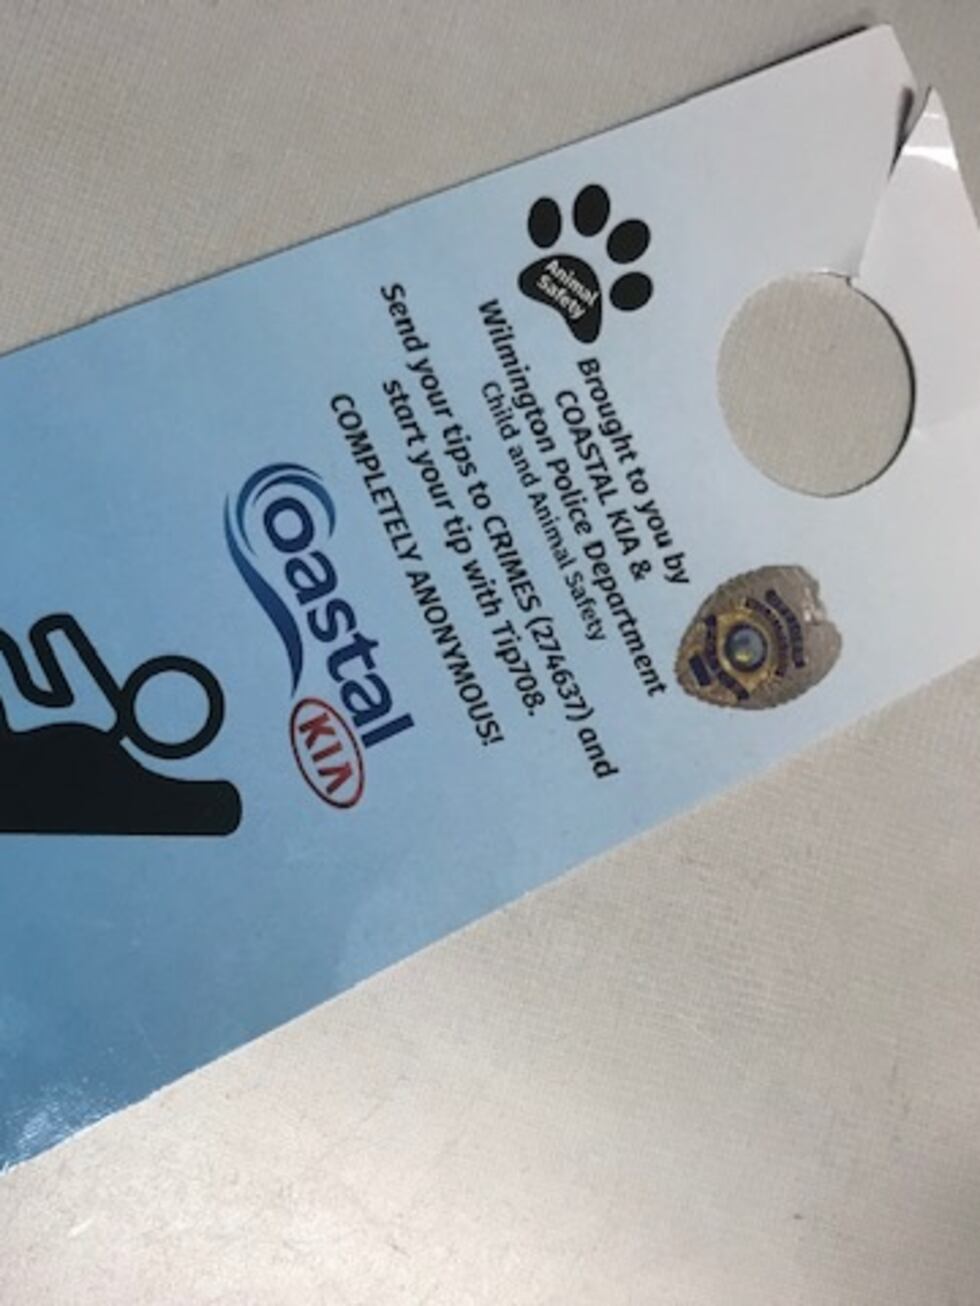 Animal
Safety
Brought to you by
COASTAL KIA &
Wilmington Police Department
Child and Animal Safety
Send your tips to CRIMES (274637) and
start your tip with Tip708.
COMPLETELY ANONYMOUS!
Coastal
KIA